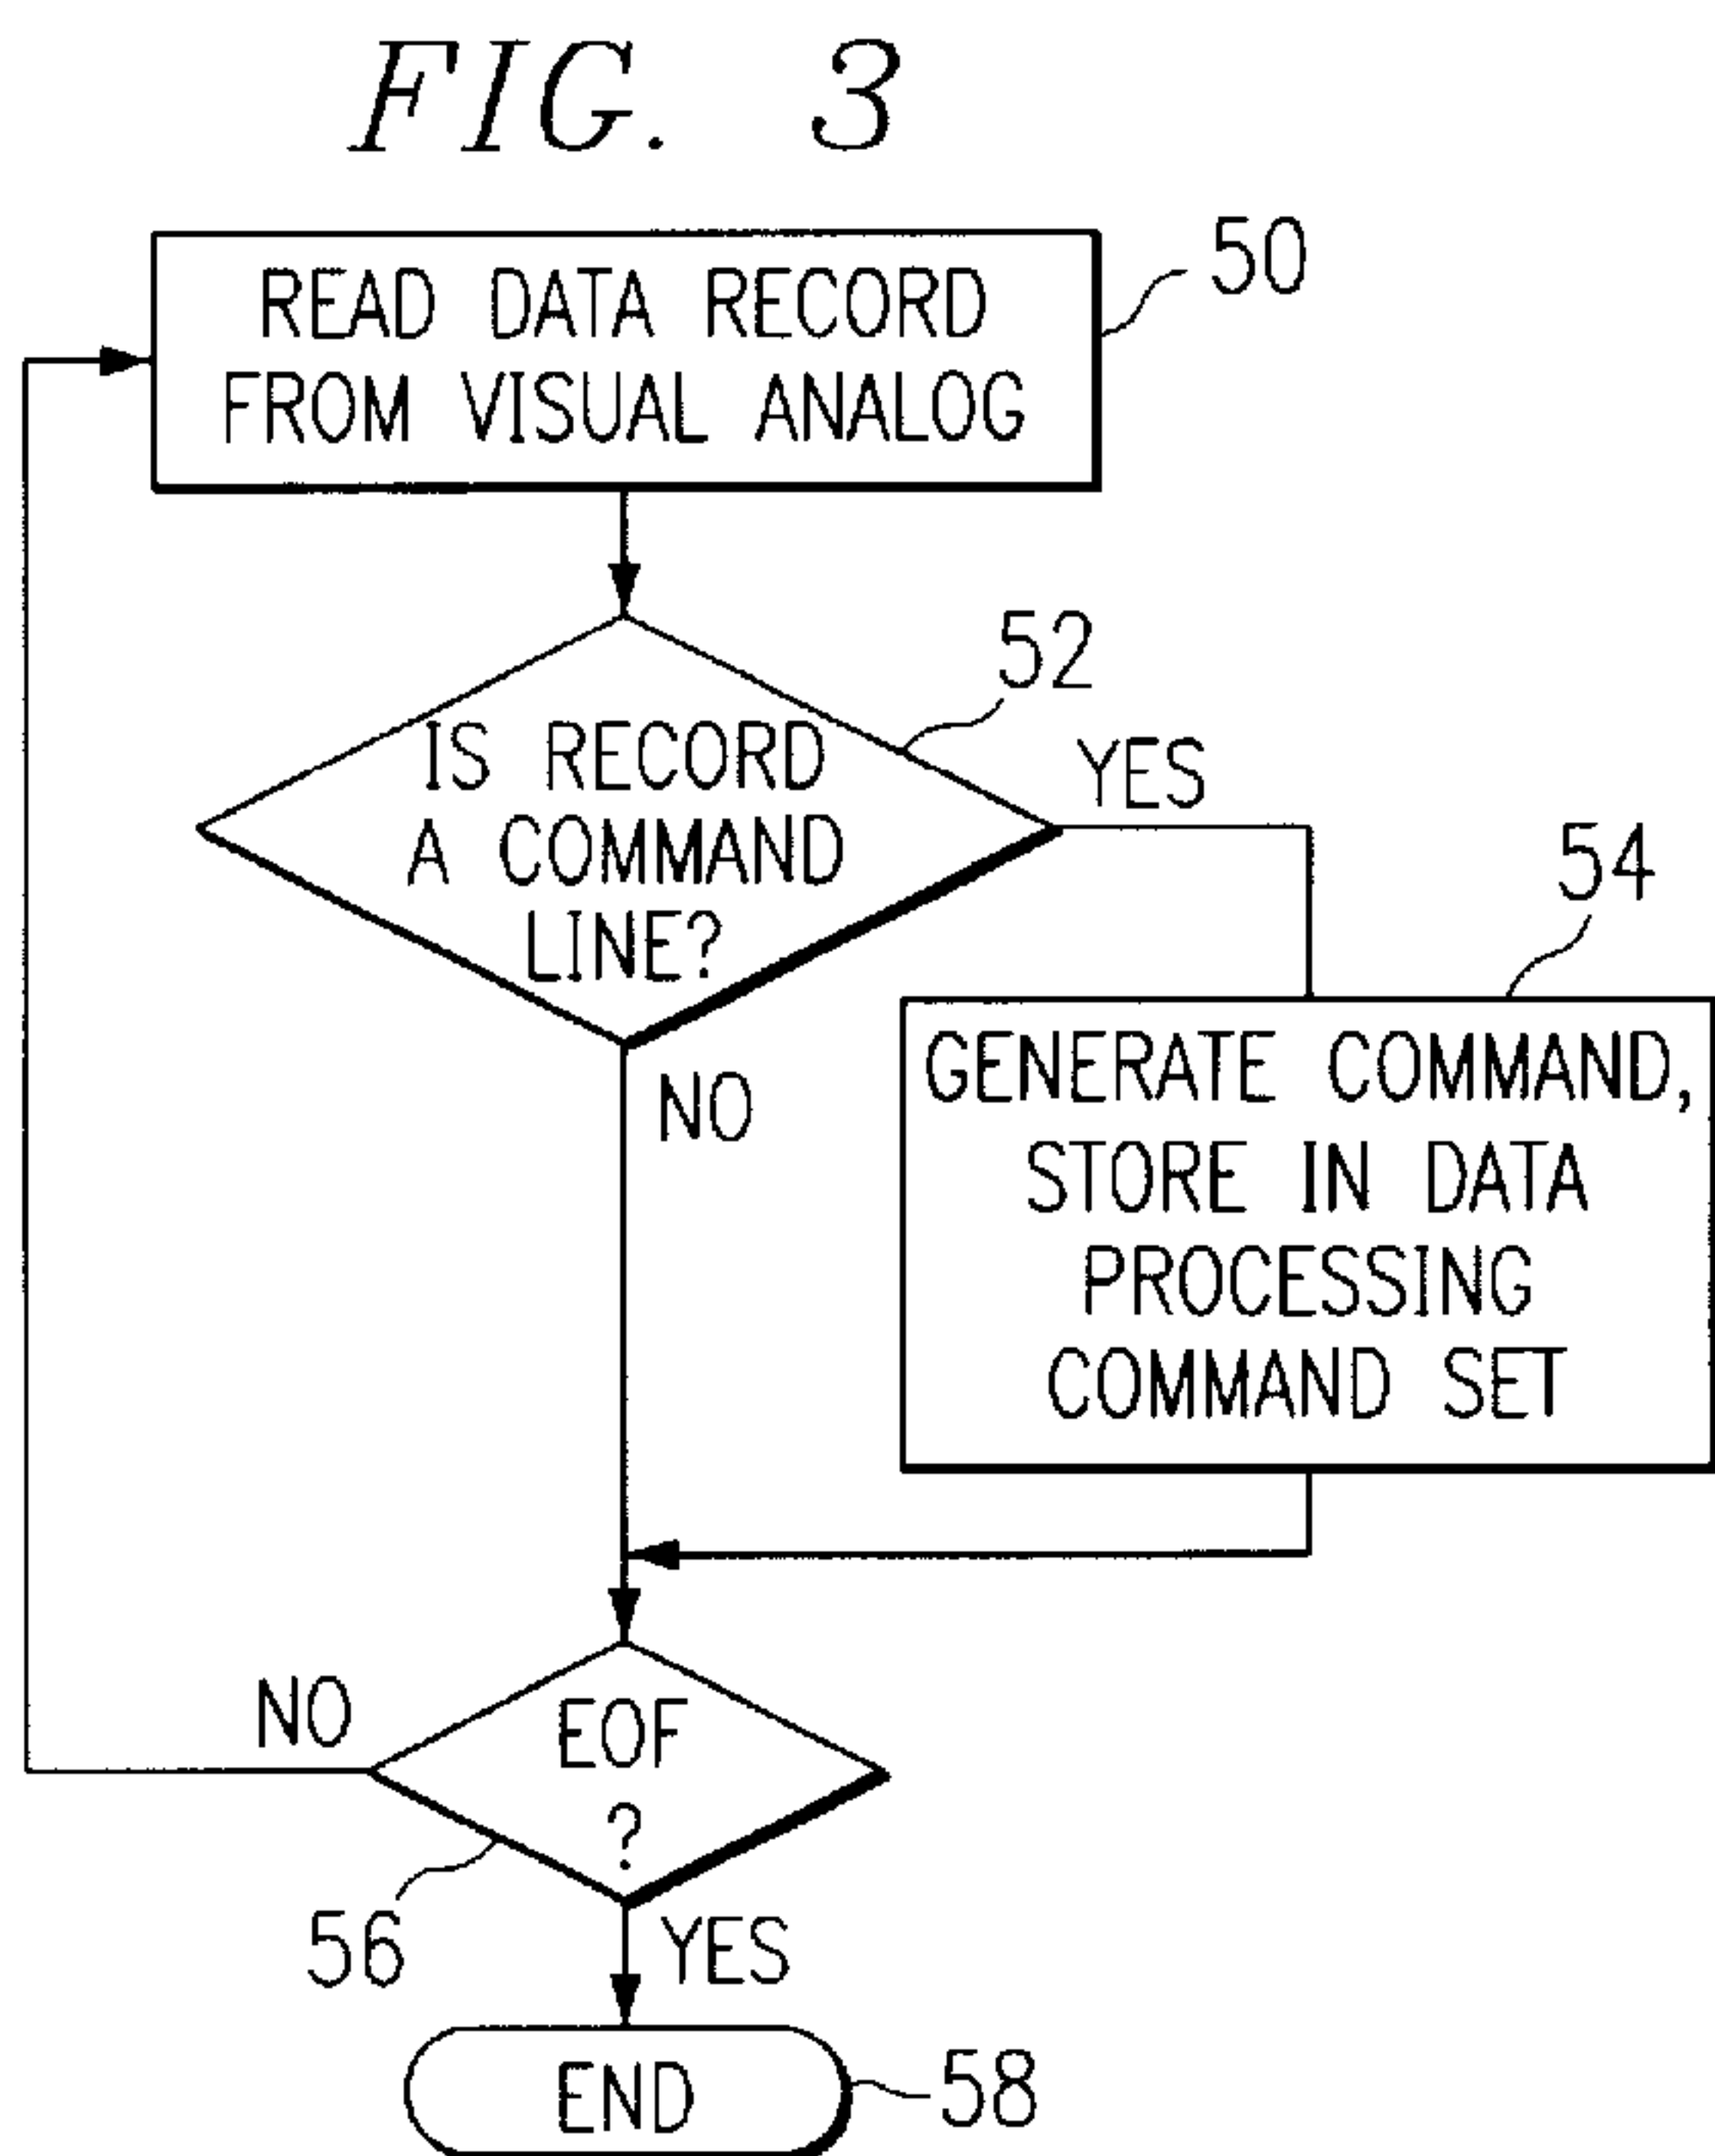 FIG. 3
50
READ DATA RECORD
FROM VISUAL ANALOG
52
IS RECORD
A COMMAND
LINE?
YES
NO
54
GENERATE COMMAND,
STORE IN DATA
PROCESSING
COMMAND SET
NO
EOF
?
56
YES
END
58